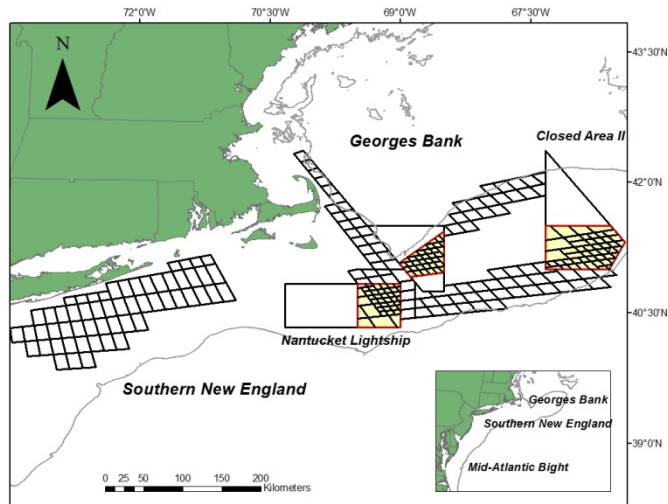 72°0'W 70°30'W 69°0'W 67°30'W
43°30'N
N
Closed Area II
Georges Bank
42°0'N
40°30'N
Nantucket Lightship
Southern New England
Georges Bank
Southern New England
39°0'N
Mid-Atlantic Bight
0 25 50 100 150 200
Kilometers